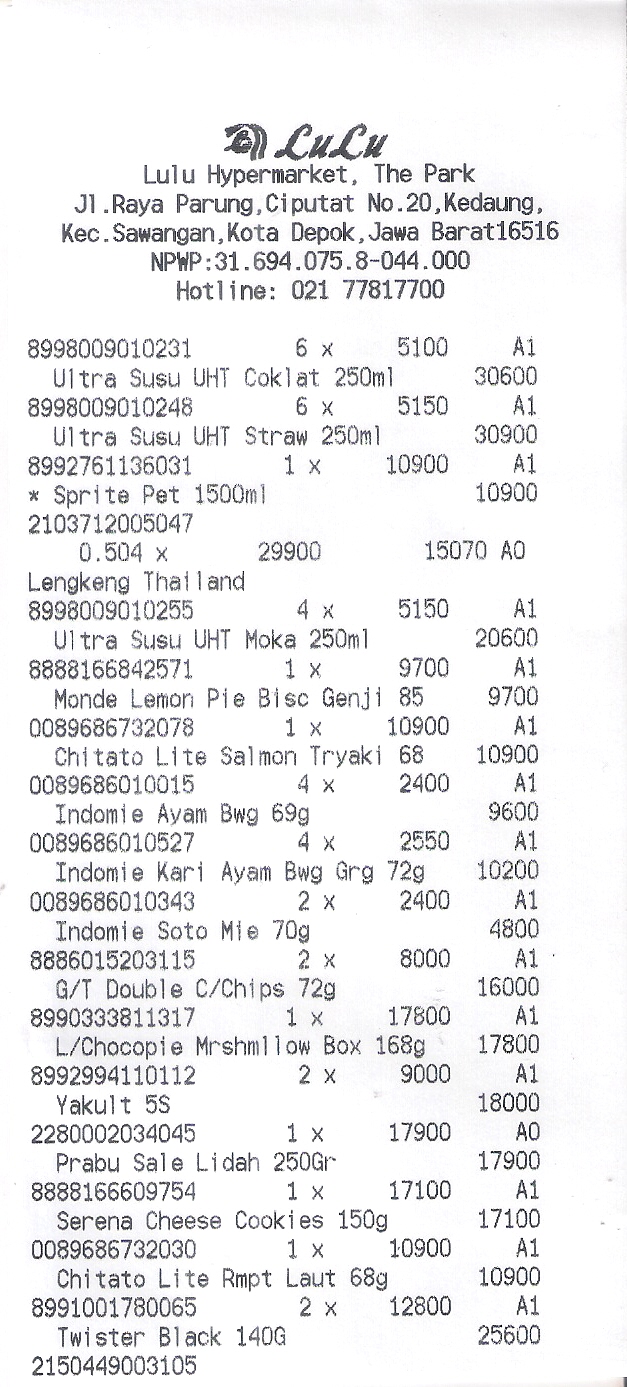 LuLu
Lulu Hypermarket, The Park
Jl.Raya Parung,Ciputat No.20,Kedaung,
Kec.Sawangan,Kota Depok,Jawa Barat16516
NPWP:31.694.075.8-044.000
Hotline: 021 77817700
8998009010231 6 x 5100 A1
Ultra Susu UHT Coklat 250ml 30600
8998009010248 6 x 5150 A1
Ultra Susu UHT Straw 250ml 30900
8992761136031 1 x 10900 A1
* Sprite Pet 1500ml 10900
2103712005047
0.504 x 29900 15070 A0
Lengkeng Thailand
8998009010255 4 x 5150 A1
Ultra Susu UHT Moka 250ml 20600
8888166842571 1 x 9700 A1
Monde Lemon Pie Bisc Genji 85 9700
0089686732078 1 x 10900 A1
Chitato Lite Salmon Tryaki 68 10900
0089686010015 4 x 2400 A1
Indomie Ayam Bwg 69g 9600
0089686010527 4 x 2550 A1
Indomie Kari Ayam Bwg Grg 72g 10200
0089686010343 2 x 2400 A1
Indomie Soto Mie 70g 4800
8886015203115 2 x 8000 A1
G/T Double C/Chips 72g 16000
8990333811317 1 x 17800 A1
L/Chocopie Mrshmllow Box 168g 17800
8992994110112 2 x 9000 A1
Yakult 5S 18000
2280002034045 1 x 17900 A0
Prabu Sale Lidah 250Gr 17900
8888166609754 1 x 17100 A1
Serena Cheese Cookies 150g 17100
0089686732030 1 x 10900 A1
Chitato Lite Rmpt Laut 68g 10900
8991001780065 2 x 12800 A1
Twister Black 140G 25600
2150449003105